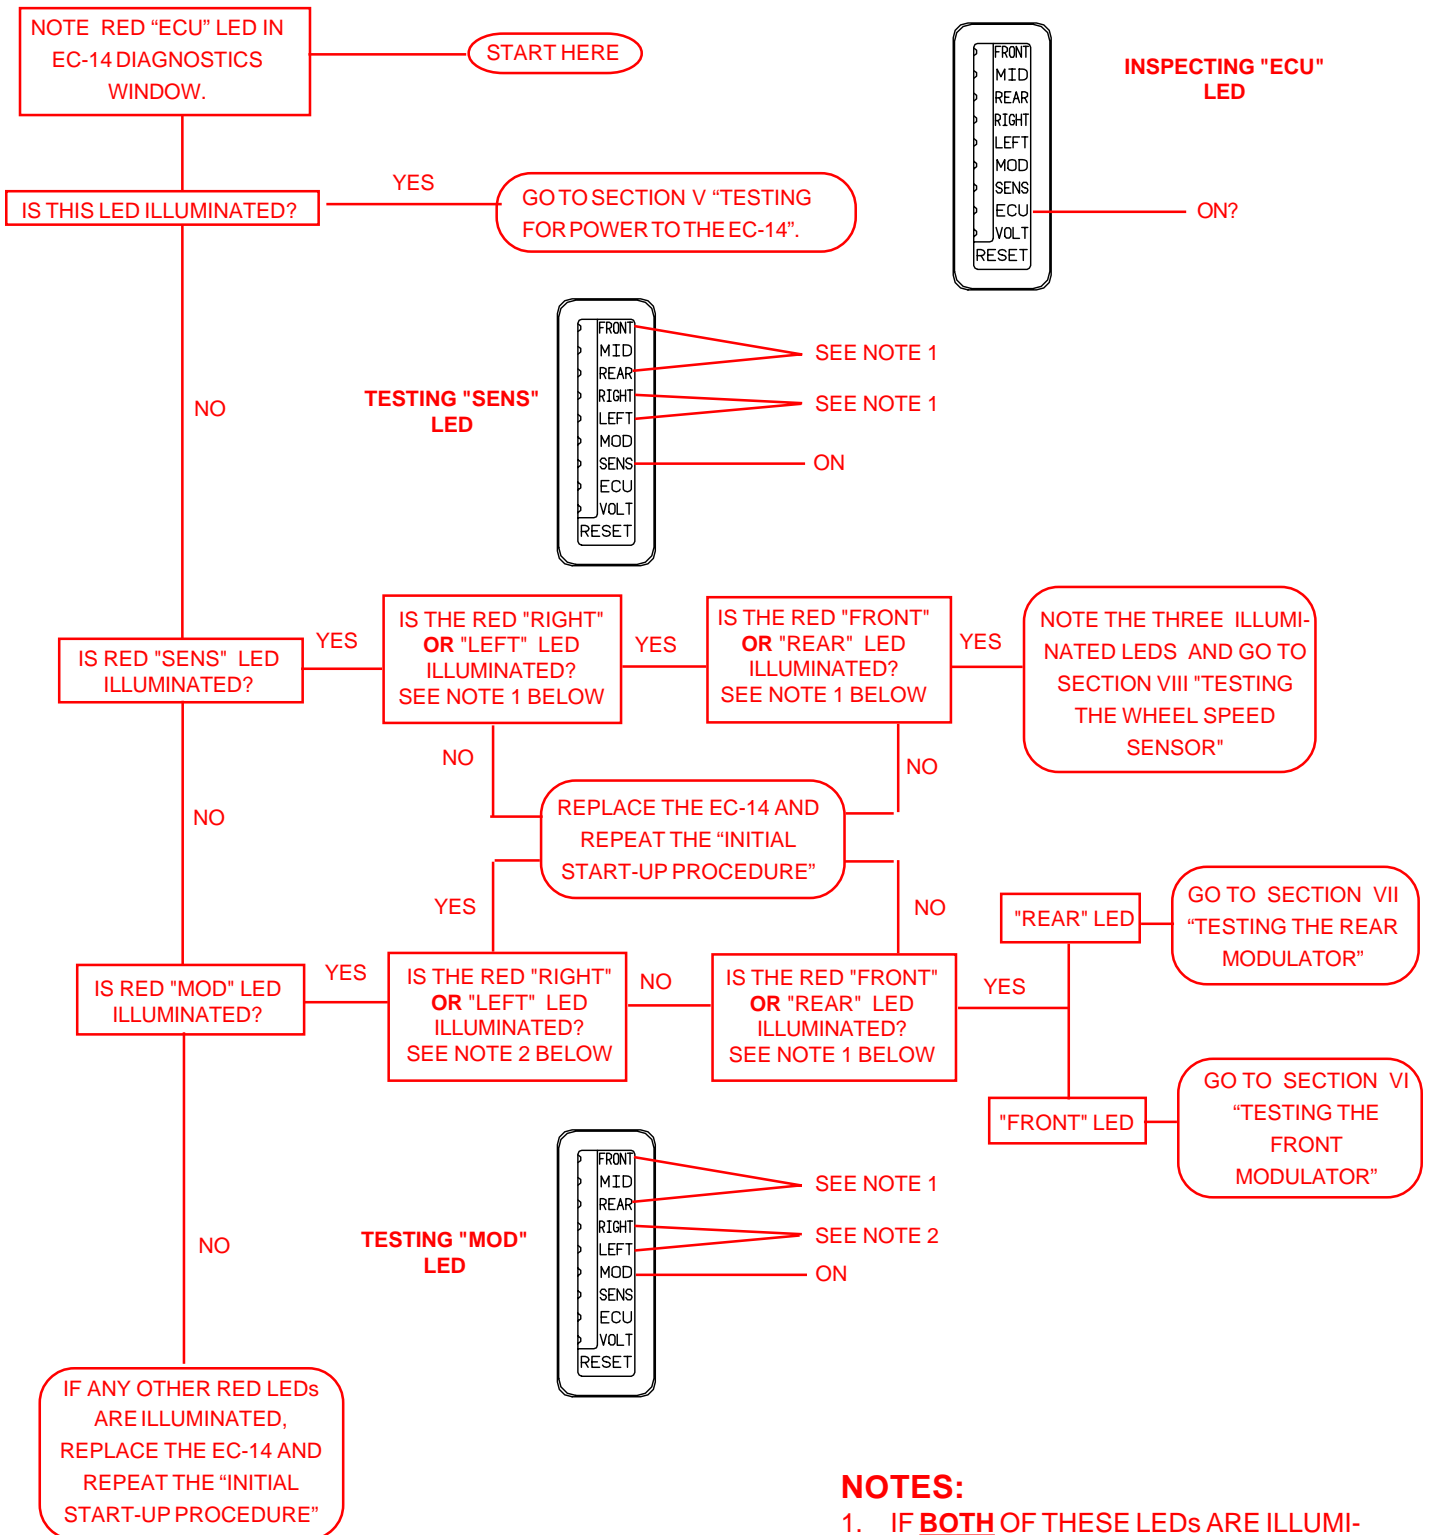 NOTE RED “ECU” LED IN
EC-14 DIAGNOSTICS
WINDOW.
START HERE
FRONT
MID
REAR
RIGHT
LEFT
MOD
SENS
ECU
VOLT
RESET
INSPECTING "ECU"
LED
ON?
IS THIS LED ILLUMINATED?
YES
GO TO SECTION V “TESTING
FOR POWER TO THE EC-14”.
NO
TESTING "SENS"
LED
FRONT
MID
REAR
RIGHT
LEFT
MOD
SENS
ECU
VOLT
RESET
SEE NOTE 1
SEE NOTE 1
ON
IS RED "SENS" LED
ILLUMINATED?
YES
IS THE RED "RIGHT"
OR "LEFT" LED
ILLUMINATED?
SEE NOTE 1 BELOW
YES
IS THE RED "FRONT"
OR "REAR" LED
ILLUMINATED?
SEE NOTE 1 BELOW
YES
NOTE THE THREE ILLUMI-
NATED LEDS AND GO TO
SECTION VIII "TESTING
THE WHEEL SPEED
SENSOR"
NO
NO
NO
REPLACE THE EC-14 AND
REPEAT THE “INITIAL
START-UP PROCEDURE”
YES
NO
IS RED "MOD" LED
ILLUMINATED?
YES
IS THE RED "RIGHT"
OR "LEFT" LED
ILLUMINATED?
SEE NOTE 2 BELOW
NO
IS THE RED "FRONT"
OR "REAR" LED
ILLUMINATED?
SEE NOTE 1 BELOW
YES
"REAR" LED
GO TO SECTION VII
“TESTING THE REAR
MODULATOR”
"FRONT" LED
GO TO SECTION VI
“TESTING THE
FRONT
MODULATOR”
NO
TESTING "MOD"
LED
FRONT
MID
REAR
RIGHT
LEFT
MOD
SENS
ECU
VOLT
RESET
SEE NOTE 1
SEE NOTE 2
ON
IF ANY OTHER RED LEDs
ARE ILLUMINATED,
REPLACE THE EC-14 AND
REPEAT THE “INITIAL
START-UP PROCEDURE”
NOTES:
1. IF BOTH OF THESE LEDs ARE ILLUMI-